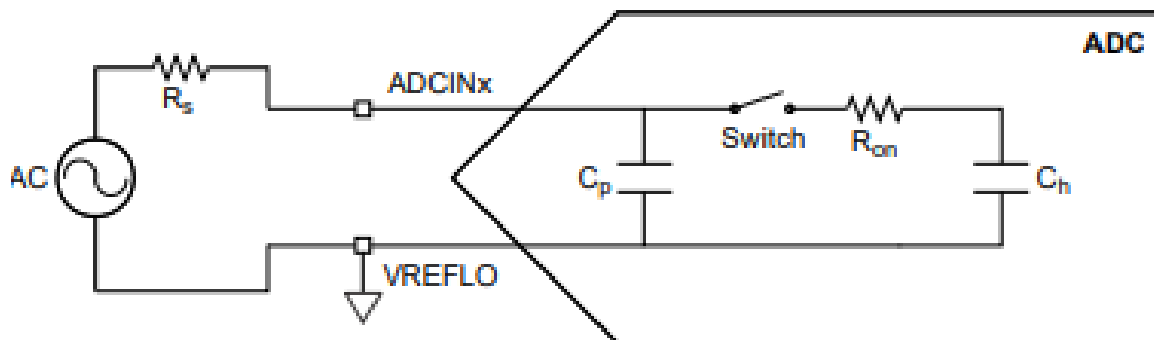 ADC
ADCINx
Rs
Switch
Ron
AC
Cp
Ch
VREFLO